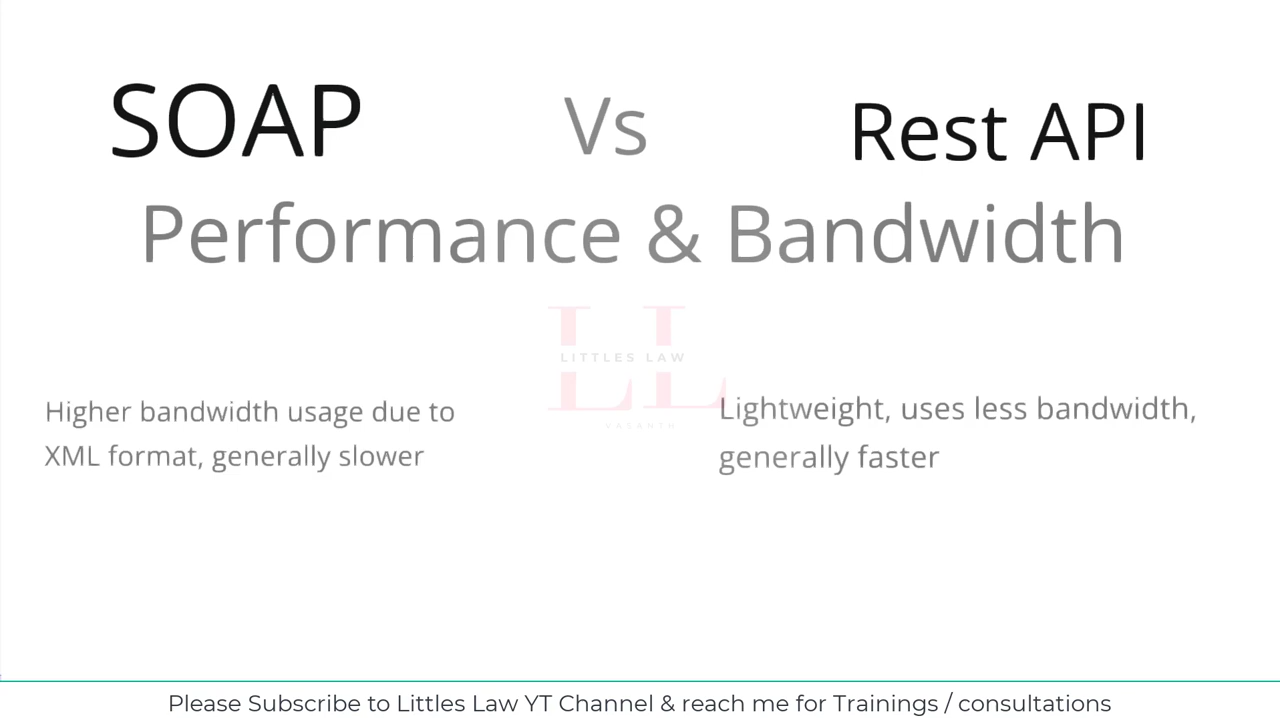 SOAP Vs Rest API
Performance & Bandwidth
LITTLES LAW
VASANTH
Higher bandwidth usage due to
XML format, generally slower
Lightweight, uses less bandwidth,
generally faster
Please Subscribe to Littles Law YT Channel & reach me for Trainings / consultations